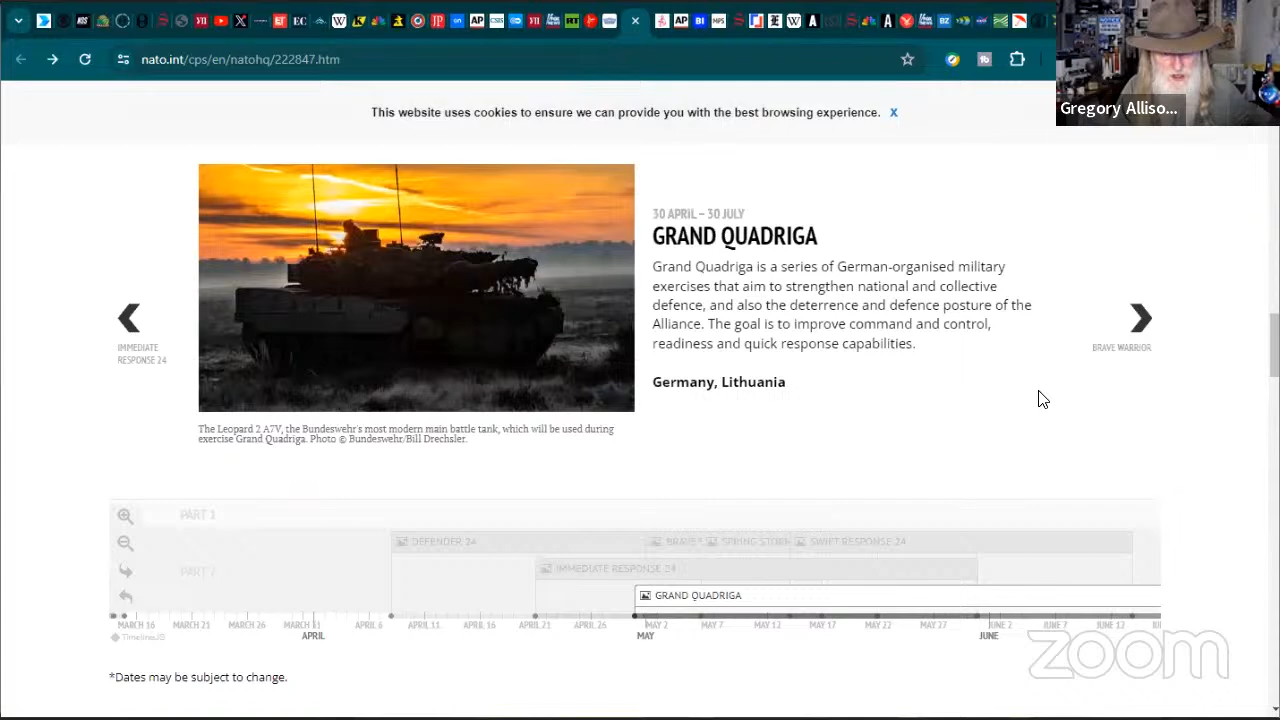 nato.int/cps/en/natohq/222847.htm
Gregory Alliso...
This website uses cookies to ensure we can provide you with the best browsing experience. X
30 APRIL – 30 JULY
GRAND QUADRIGA
Grand Quadriga is a series of German-organised military
exercises that aim to strengthen national and collective
defence, and also the deterrence and defence posture of the
Alliance. The goal is to improve command and control,
readiness and quick response capabilities.
Germany, Lithuania
IMMEDIATE
RESPONSE 24
BRAVE WARRIOR
The Leopard 2 A7V, the Bundeswehr's most modern main battle tank, which will be used during
exercise Grand Quadriga. Photo © Bundeswehr/Bill Drechsler.
PART 1
DEFENDER 24
SPRING STORM
SWIFT RESPONSE 24
IMMEDIATE RESPONSE 24
PART 2
GRAND QUADRIGA
MARCH 16 MARCH 21 MARCH 26 MARCH 31 APRIL 6 APRIL 11 APRIL 16 APRIL 21 APRIL 26 MAY 2 MAY 7 MAY 12 MAY 17 MAY 22 MAY 27 JUNE 2 JUNE 7 JUNE 12
APRIL MAY JUNE
TimelineJS
zoom
*Dates may be subject to change.